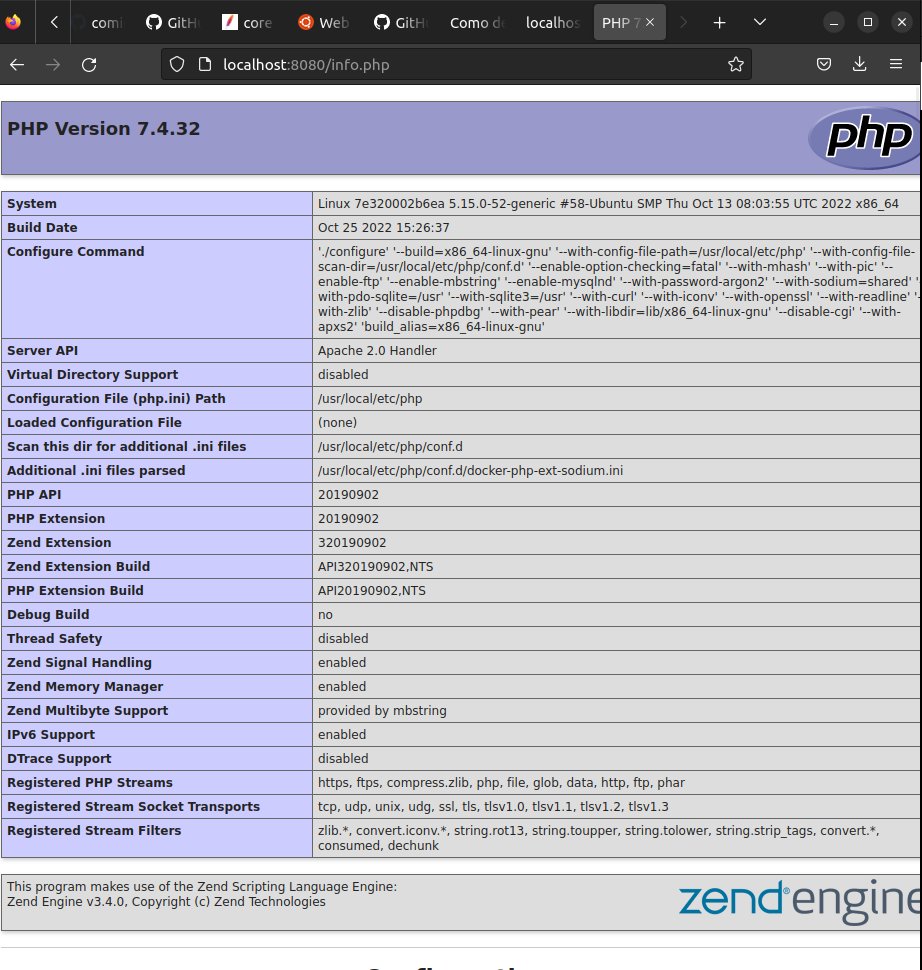 comi
GitH
core
Web
GitH
Como de
localhos
PHP 7
localhost:8080/info.php
PHP Version 7.4.32
php
System Linux 7e320002b6ea 5.15.0-52-generic #58-Ubuntu SMP Thu Oct 13 08:03:55 UTC 2022 x86_64
Build Date Oct 25 2022 15:26:37
Configure Command './configure' '--build=x86_64-linux-gnu' '--with-config-file-path=/usr/local/etc/php' '--with-config-file-
scan-dir=/usr/local/etc/php/conf.d' '--enable-option-checking=fatal' '--with-mhash' '--with-pic' '--
enable-ftp' '--enable-mbstring' '--enable-mysqlnd' '--with-password-argon2' '--with-sodium=shared' '
with-pdo-sqlite=/usr' '--with-sqlite3=/usr' '--with-curl' '--with-iconv' '--with-openssl' '--with-readline' '-
with-zlib' '--disable-phpdbg' '--with-pear' '--with-libdir=lib/x86_64-linux-gnu' '--disable-cgi' '--with-
apxs2' 'build_alias=x86_64-linux-gnu'
Server API Apache 2.0 Handler
Virtual Directory Support disabled
Configuration File (php.ini) Path /usr/local/etc/php
Loaded Configuration File (none)
Scan this dir for additional .ini files /usr/local/etc/php/conf.d
Additional .ini files parsed /usr/local/etc/php/conf.d/docker-php-ext-sodium.ini
PHP API 20190902
PHP Extension 20190902
Zend Extension 320190902
Zend Extension Build API320190902,NTS
PHP Extension Build API20190902,NTS
Debug Build no
Thread Safety disabled
Zend Signal Handling enabled
Zend Memory Manager enabled
Zend Multibyte Support provided by mbstring
IPv6 Support enabled
DTrace Support disabled
Registered PHP Streams https, ftps, compress.zlib, php, file, glob, data, http, ftp, phar
Registered Stream Socket Transports tcp, udp, unix, udg, ssl, tls, tlsv1.0, tlsv1.1, tlsv1.2, tlsv1.3
Registered Stream Filters zlib.*, convert.iconv.*, string.rot13, string.toupper, string.tolower, string.strip_tags, convert.*,
consumed, dechunk
This program makes use of the Zend Scripting Language Engine:
Zend Engine v3.4.0, Copyright (c) Zend Technologies
zend® engine